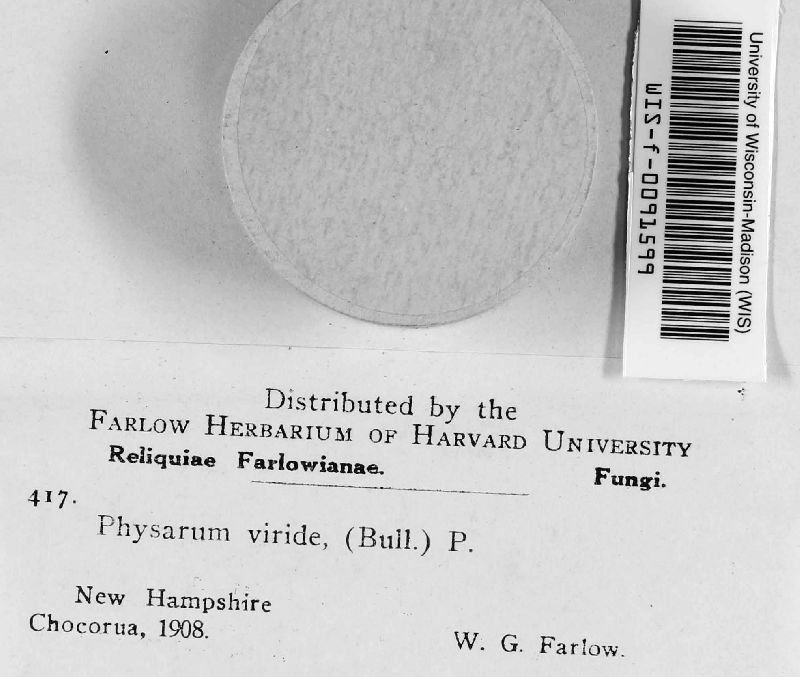 University of Wisconsin-Madison (WIS)
WIS-f-0091599
Distributed by the
FARLOW HERBARIUM OF HARVARD UNIVERSITY
Reliquiae Farlowianae. Fungi.
417.
Physarum viride, (Bull.) P.
New Hampshire
Chocorua, 1908.
W. G. Farlow.